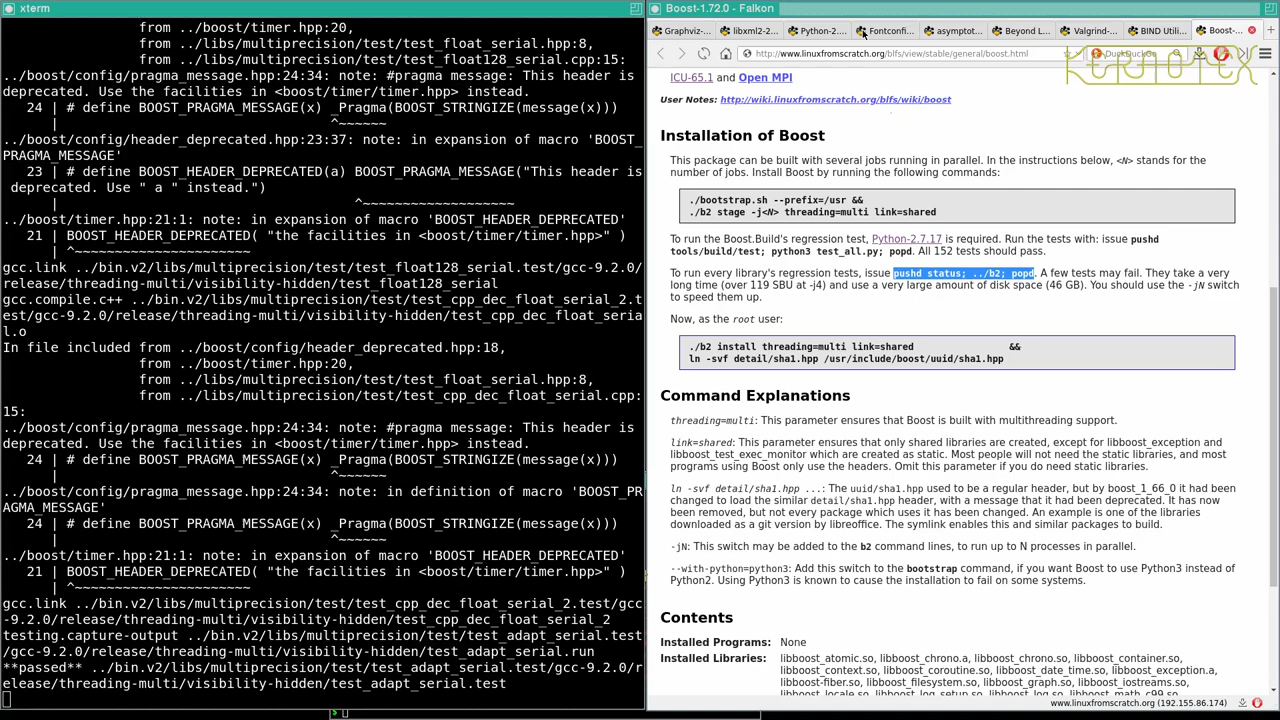 xterm
from ../boost/timer.hpp:20,
from ../libs/multiprecision/test/test_float_serial.hpp:8,
from ../libs/multiprecision/test/test_float128_serial.cpp:15:
../boost/config/pragma_message.hpp:24:34: note: #pragma message: This header is
deprecated. Use the facilities in <boost/timer/timer.hpp> instead.
24 | # define BOOST_PRAGMA_MESSAGE(x) _Pragma(BOOST_STRINGIZE(message(x)))
| ^~~~~~~
../boost/config/header_deprecated.hpp:23:37: note: in expansion of macro 'BOOST_
PRAGMA_MESSAGE'
23 | # define BOOST_HEADER_DEPRECATED(a) BOOST_PRAGMA_MESSAGE("This header is
deprecated. Use " a " instead.")
| ^~~~~~~~~~~~~~~~~~~~
../boost/timer.hpp:21:1: note: in expansion of macro 'BOOST_HEADER_DEPRECATED'
21 | BOOST_HEADER_DEPRECATED( "the facilities in <boost/timer/timer.hpp>" )
| ^~~~~~~~~~~~~~~~~~~~~~~
gcc.link ../bin.v2/libs/multiprecision/test/test_float128_serial.test/gcc-9.2.0/
release/threading-multi/visibility-hidden/test_float128_serial
gcc.compile.c++ ../bin.v2/libs/multiprecision/test/test_cpp_dec_float_serial_2.t
est/gcc-9.2.0/release/threading-multi/visibility-hidden/test_cpp_dec_float_seria
l.o
In file included from ../boost/config/header_deprecated.hpp:18,
from ../boost/timer.hpp:20,
from ../libs/multiprecision/test/test_float_serial.hpp:8,
from ../libs/multiprecision/test/test_cpp_dec_float_serial.cpp:
15:
../boost/config/pragma_message.hpp:24:34: note: #pragma message: This header is
deprecated. Use the facilities in <boost/timer/timer.hpp> instead.
24 | # define BOOST_PRAGMA_MESSAGE(x) _Pragma(BOOST_STRINGIZE(message(x)))
| ^~~~~~~
../boost/config/pragma_message.hpp:24:34: note: in definition of macro 'BOOST_PR
AGMA_MESSAGE'
24 | # define BOOST_PRAGMA_MESSAGE(x) _Pragma(BOOST_STRINGIZE(message(x)))
| ^~~~~~~
../boost/timer.hpp:21:1: note: in expansion of macro 'BOOST_HEADER_DEPRECATED'
21 | BOOST_HEADER_DEPRECATED( "the facilities in <boost/timer/timer.hpp>" )
| ^~~~~~~~~~~~~~~~~~~~~~~
gcc.link ../bin.v2/libs/multiprecision/test/test_cpp_dec_float_serial_2.test/gcc
-9.2.0/release/threading-multi/visibility-hidden/test_cpp_dec_float_serial_2
testing.capture-output ../bin.v2/libs/multiprecision/test/test_adapt_serial.test
/gcc-9.2.0/release/threading-multi/visibility-hidden/test_adapt_serial.run
**passed** ../bin.v2/libs/multiprecision/test/test_adapt_serial.test/gcc-9.2.0/r
elease/threading-multi/visibility-hidden/test_adapt_serial.test
$
Boost-1.72.0 - Falkon
Graphviz-... libxml2-2... Python-2... Fontconfi... asymptot... Beyond L... Valgrind-... BIND Utili... Boost-...
http://www.linuxfromscratch.org/blfs/view/stable/general/boost.html DuckDuckGo
KERNOTEX
ICU-65.1 and Open MPI
User Notes: http://wiki.linuxfromscratch.org/blfs/wiki/boost
Installation of Boost
This package can be built with several jobs running in parallel. In the instructions below, <N> stands for the
number of jobs. Install Boost by running the following commands:
./bootstrap.sh --prefix=/usr &&
./b2 stage -j<N> threading=multi link=shared
To run the Boost.Build's regression test, Python-2.7.17 is required. Run the tests with: issue pushd
tools/build/test; python3 test_all.py; popd. All 152 tests should pass.
To run every library's regression tests, issue pushd status; ../b2; popd. A few tests may fail. They take a very
long time (over 119 SBU at -j4) and use a very large amount of disk space (46 GB). You should use the -jN switch
to speed them up.
Now, as the root user:
./b2 install threading=multi link=shared &&
ln -svf detail/sha1.hpp /usr/include/boost/uuid/sha1.hpp
Command Explanations
threading=multi: This parameter ensures that Boost is built with multithreading support.
link=shared: This parameter ensures that only shared libraries are created, except for libboost_exception and
libboost_test_exec_monitor which are created as static. Most people will not need the static libraries, and most
programs using Boost only use the headers. Omit this parameter if you do need static libraries.
ln -svf detail/sha1.hpp ...: The uuid/sha1.hpp used to be a regular header, but by boost_1_66_0 it had been
changed to load the similar detail/sha1.hpp header, with a message that it had been deprecated. It has now
been removed, but not every package which uses it has been changed. An example is one of the libraries
downloaded as a git version by libreoffice. The symlink enables this and similar packages to build.
-jN: This switch may be added to the b2 command lines, to run up to N processes in parallel.
--with-python=python3: Add this switch to the bootstrap command, if you want Boost to use Python3 instead of
Python2. Using Python3 is known to cause the installation to fail on some systems.
Contents
Installed Programs: None
Installed Libraries: libboost_atomic.so, libboost_chrono.a, libboost_chrono.so, libboost_container.so,
libboost_context.so, libboost_coroutine.so, libboost_date_time.so, libboost_exception.a,
libboost-fiber.so, libboost_filesystem.so, libboost_graph.so, libboost_iostreams.so,
libboost_locale.so, libboost_log_setup.so, libboost_log.so, libboost_math_c99.so,
www.linuxfromscratch.org (192.155.86.174)